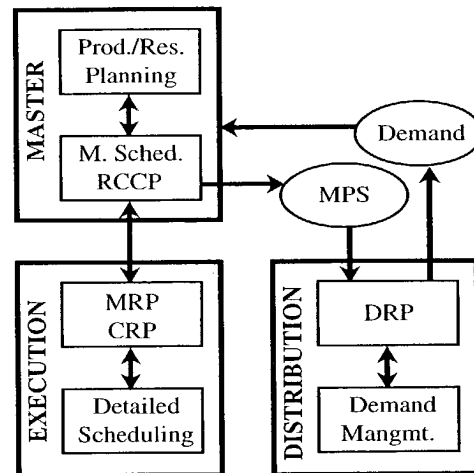 MASTER
Prod./Res.
Planning
M. Sched.
RCCP
Demand
MPS
EXECUTION
MRP
CRP
Detailed
Scheduling
DISTRIBUTION
DRP
Demand
Mangmt.